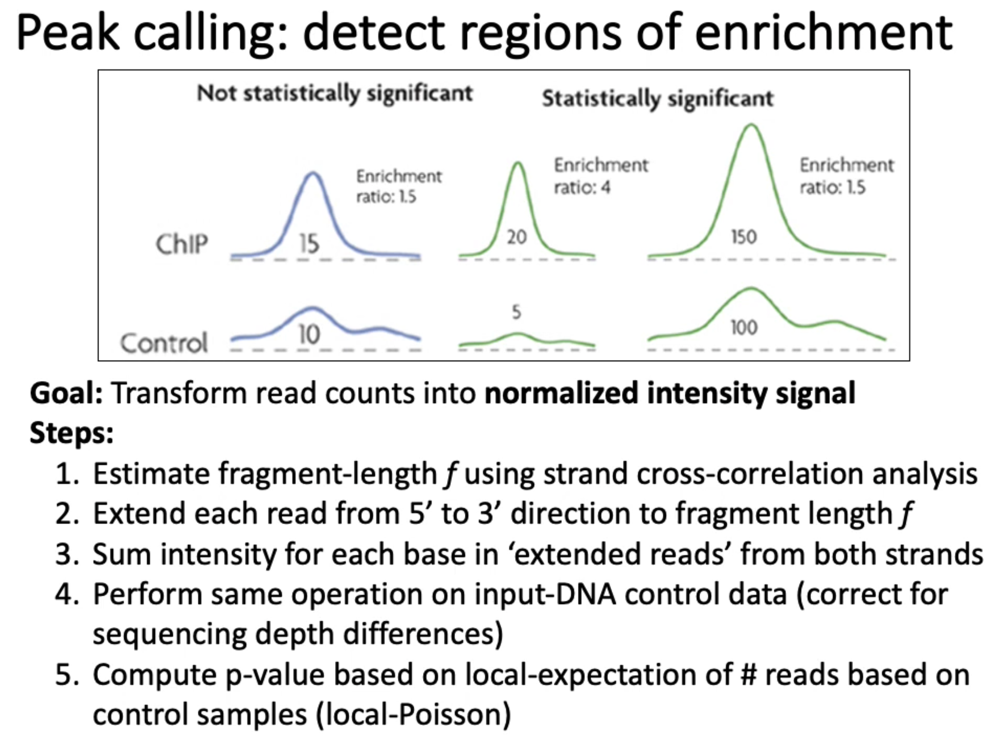 Peak calling: detect regions of enrichment
Not statistically significant
Statistically significant
Enrichment
ratio: 1.5
Enrichment
ratio: 4
Enrichment
ratio: 1.5
ChIP
15
20
150
Control
10
5
100
Goal: Transform read counts into normalized intensity signal
Steps:
1. Estimate fragment-length f using strand cross-correlation analysis
2. Extend each read from 5’ to 3’ direction to fragment length f
3. Sum intensity for each base in ‘extended reads’ from both strands
4. Perform same operation on input-DNA control data (correct for
sequencing depth differences)
5. Compute p-value based on local-expectation of # reads based on
control samples (local-Poisson)